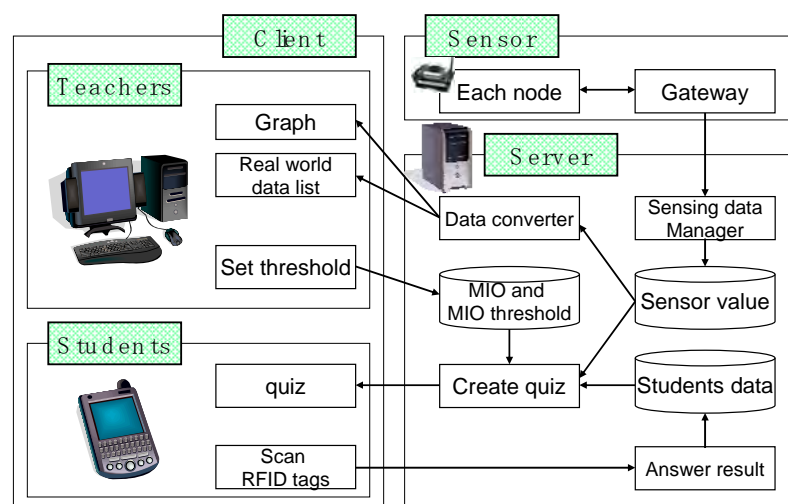 Client
Sensor
Teachers
Each node
Gateway
Graph
Server
Real world
data list
Data converter
Sensing data
Manager
Set threshold
MIO and
MIO threshold
Sensor value
Students
quiz
Create quiz
Students data
Scan
RFID tags
Answer result